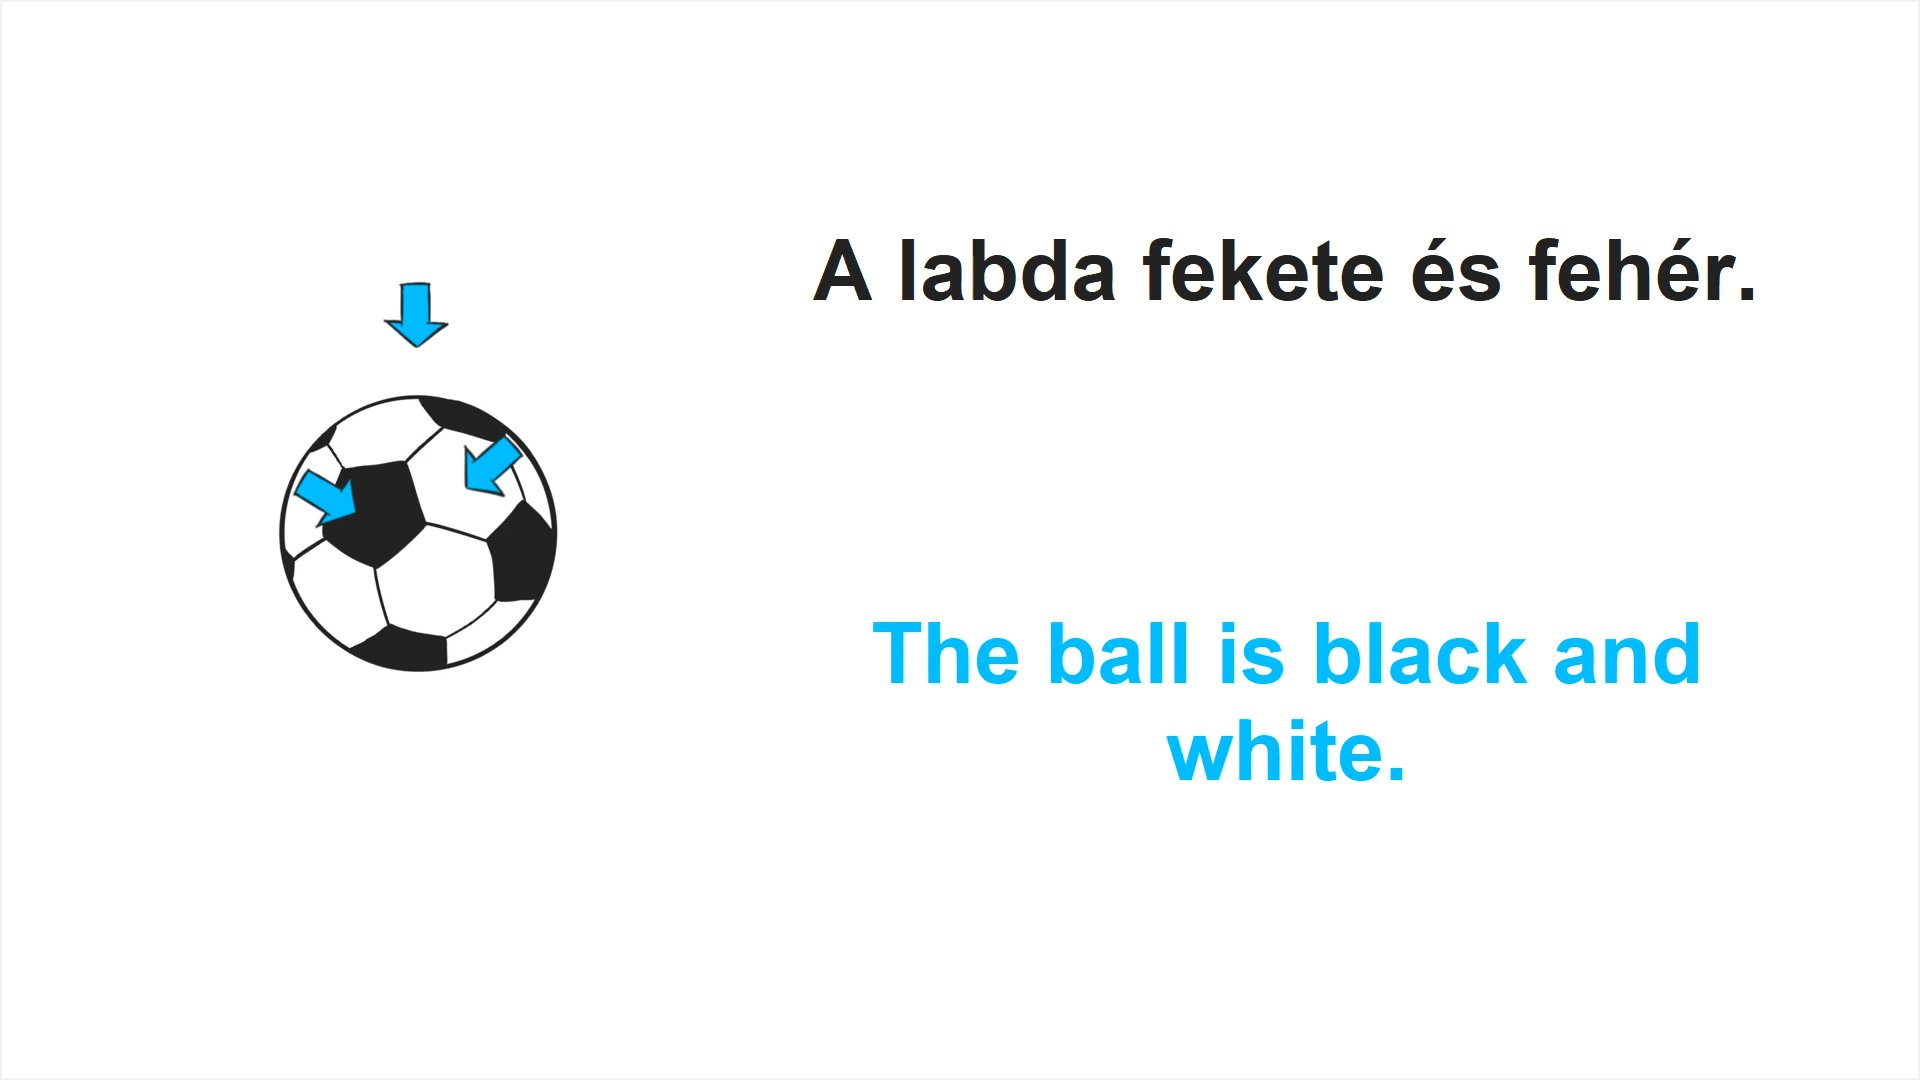 A labda fekete és fehér.
The ball is black and
white.